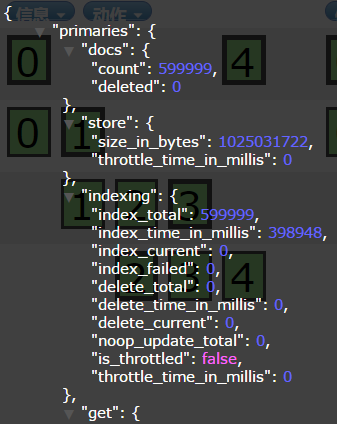 信息 动作
{
"primaries": {
"docs": {
"count": 599999,
"deleted": 0
},
"store": {
"size_in_bytes": 1025031722,
"throttle_time_in_millis": 0
},
"indexing": {
"index_total": 599999,
"index_time_in_millis": 398948,
"index_current": 0,
"index_failed": 0,
"delete_total": 0,
"delete_time_in_millis": 0,
"delete_current": 0,
"noop_update_total": 0,
"is_throttled": false,
"throttle_time_in_millis": 0
},
"get": {
0 4
0 1
1 2 3
2 3 4